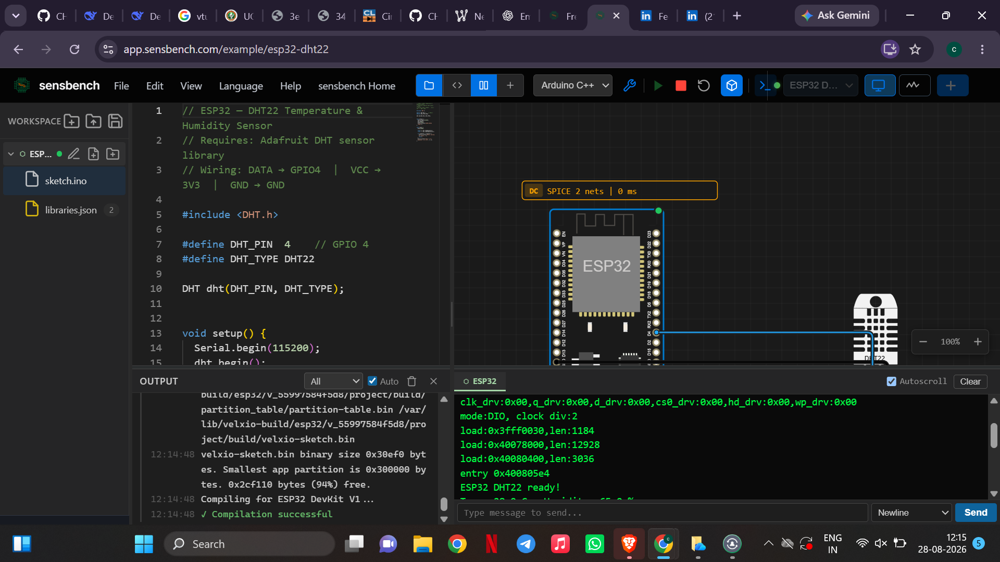 CH
De
De
vtu
UG
3e
34
Cir
CH
Ne
En
Fre
Fe
(2
Ask Gemini
app.sensbench.com/example/esp32-dht22
c
sensbench File Edit View Language Help sensbench Home
Arduino C++
ESP32 D...
WORKSPACE
ESP...
sketch.ino
libraries.json 2
1 // ESP32 — DHT22 Temperature &
Humidity Sensor
2 // Requires: Adafruit DHT sensor
library
3 // Wiring: DATA → GPIO4 | VCC →
3V3 | GND → GND
4
5 #include <DHT.h>
6
7 #define DHT_PIN 4 // GPIO 4
8 #define DHT_TYPE DHT22
9
10 DHT dht(DHT_PIN, DHT_TYPE);
11
12
13 void setup() {
14 Serial.begin(115200);
15 dht.begin();
DC SPICE 2 nets | 0 ms
ESP32
EN
VP
VN
D34
D35
D32
D33
D25
D26
D27
D14
D12
D13
D23
D22
TX0
RX0
D21
D19
D18
D5
TX2
RX2
D4
D2
D15
DHT22
100%
OUTPUT All Auto
build/esp32/v_55997584f5d8/project/build/
partition_table/partition-table.bin /var/
lib/velxio-build/esp32/v_55997584f5d8/pro
ject/build/velxio-sketch.bin
12:14:48 velxio-sketch.bin binary size 0x30ef0 byt
es. Smallest app partition is 0x300000 by
tes. 0x2cf110 bytes (94%) free.
12:14:48 Compiling for ESP32 DevKit V1...
12:14:48 ✓ Compilation successful
ESP32
Autoscroll Clear
clk_drv:0x00,q_drv:0x00,d_drv:0x00,cs0_drv:0x00,hd_drv:0x00,wp_drv:0x00
mode:DIO, clock div:2
load:0x3fff0030,len:1184
load:0x40078000,len:12928
load:0x40080400,len:3036
entry 0x400805e4
ESP32 DHT22 ready!
Type message to send... Newline Send
Search
ENG
IN
12:15
28-08-2026
5